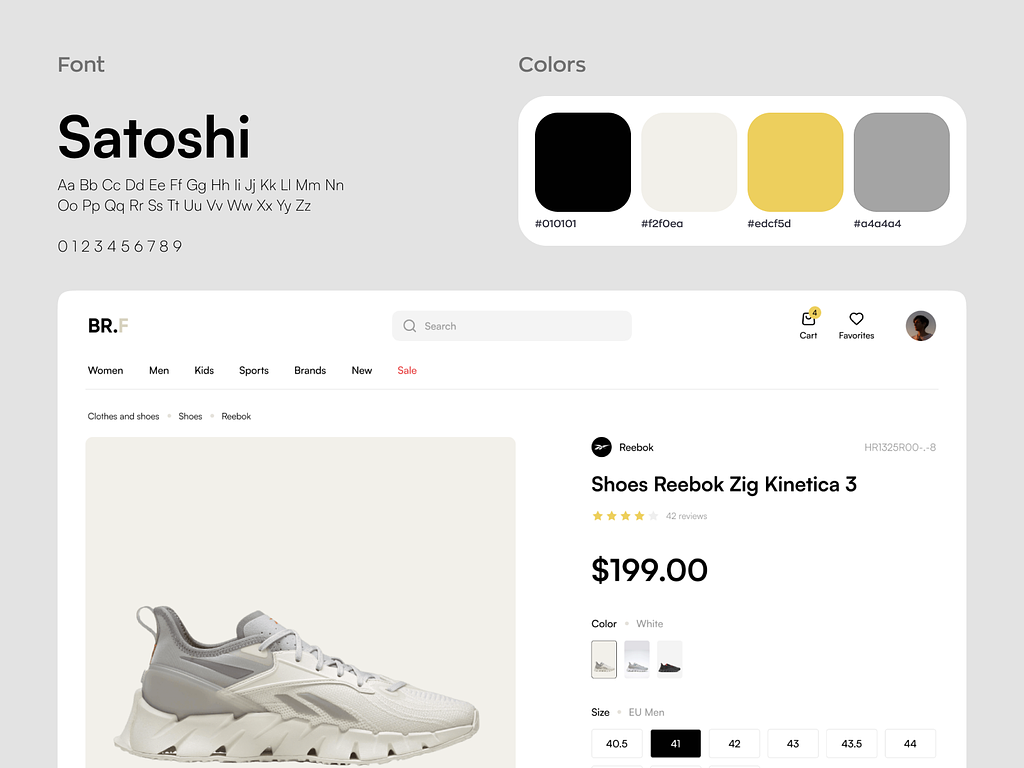 Font
Colors
Satoshi
Aa Bb Cc Dd Ee Ff Gg Hh Ii Jj Kk Ll Mm Nn
Oo Pp Qq Rr Ss Tt Uu Vv Ww Xx Yy Zz
0 1 2 3 4 5 6 7 8 9
#010101 #f2f0ea #edcf5d #a4a4a4
BR.F
Search
4
Cart Favorites
Women Men Kids Sports Brands New Sale
Clothes and shoes Shoes Reebok
Reebok HR1325R00-.-8
Shoes Reebok Zig Kinetica 3
42 reviews
$199.00
Color White
Size EU Men
40.5 41 42 43 43.5 44